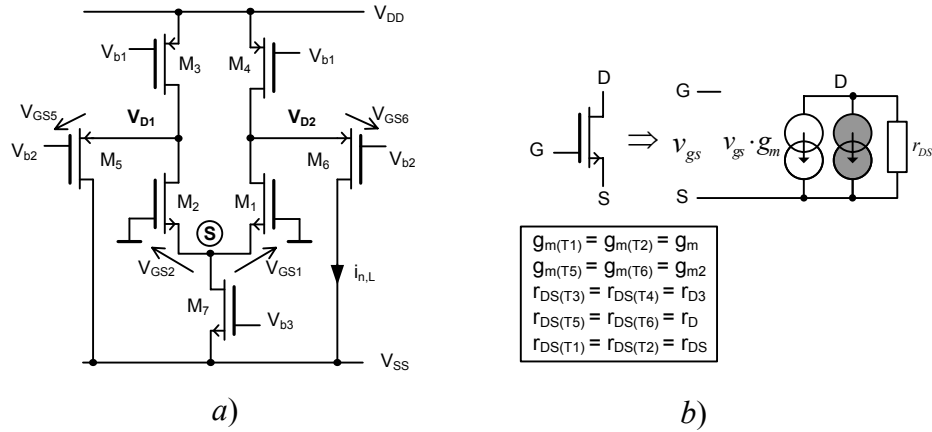 V_DD
V_b1
M_3
M_4
V_b1
V_GS5
V_D1
V_D2
V_GS6
V_b2
M_5
M_6
V_b2
M_2
M_1
S
V_GS2
V_GS1
i_n,L
M_7
V_b3
V_SS
a)
D
G
S
⇒
G
D
v_gs
v_gs · g_m
r_DS
S
g_m(T1) = g_m(T2) = g_m
g_m(T5) = g_m(T6) = g_m2
r_DS(T3) = r_DS(T4) = r_D3
r_DS(T5) = r_DS(T6) = r_D
r_DS(T1) = r_DS(T2) = r_DS
b)